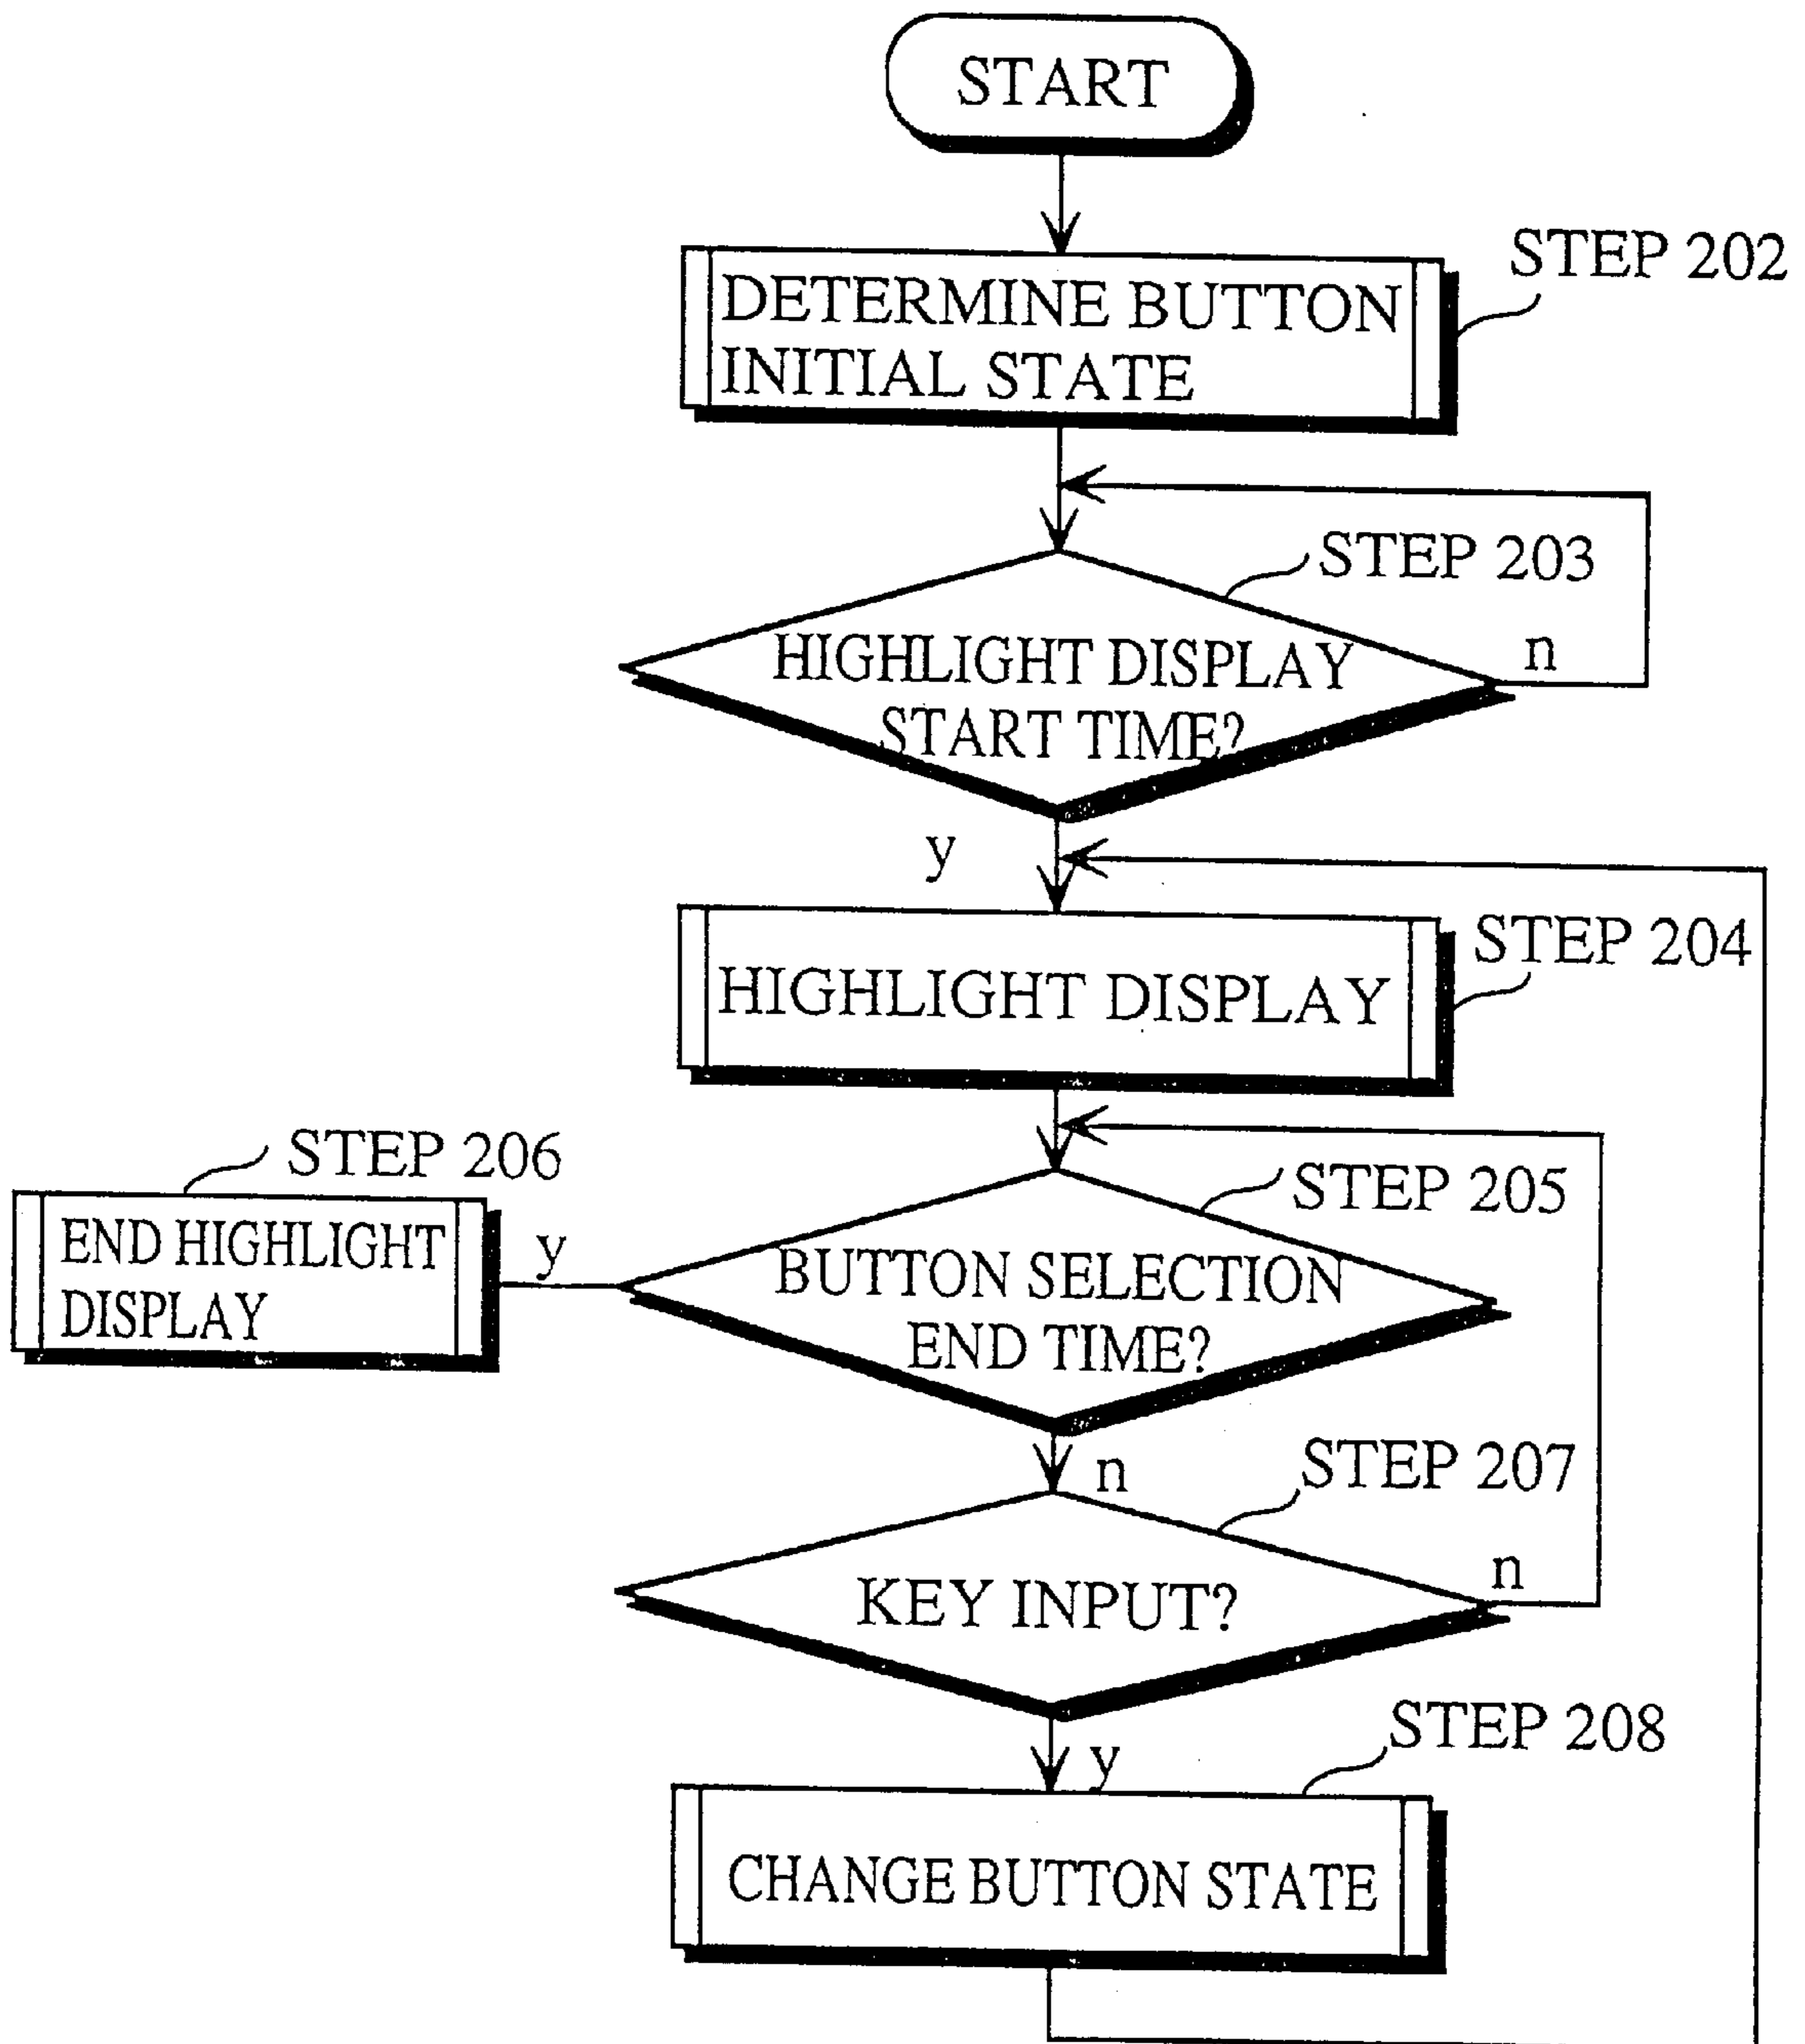 START
STEP 202
DETERMINE BUTTON
INITIAL STATE
STEP 203
HIGHLIGHT DISPLAY
START TIME?
n
y
STEP 204
HIGHLIGHT DISPLAY
STEP 206
END HIGHLIGHT
DISPLAY
y
STEP 205
BUTTON SELECTION
END TIME?
n
STEP 207
KEY INPUT?
n
y
STEP 208
CHANGE BUTTON STATE